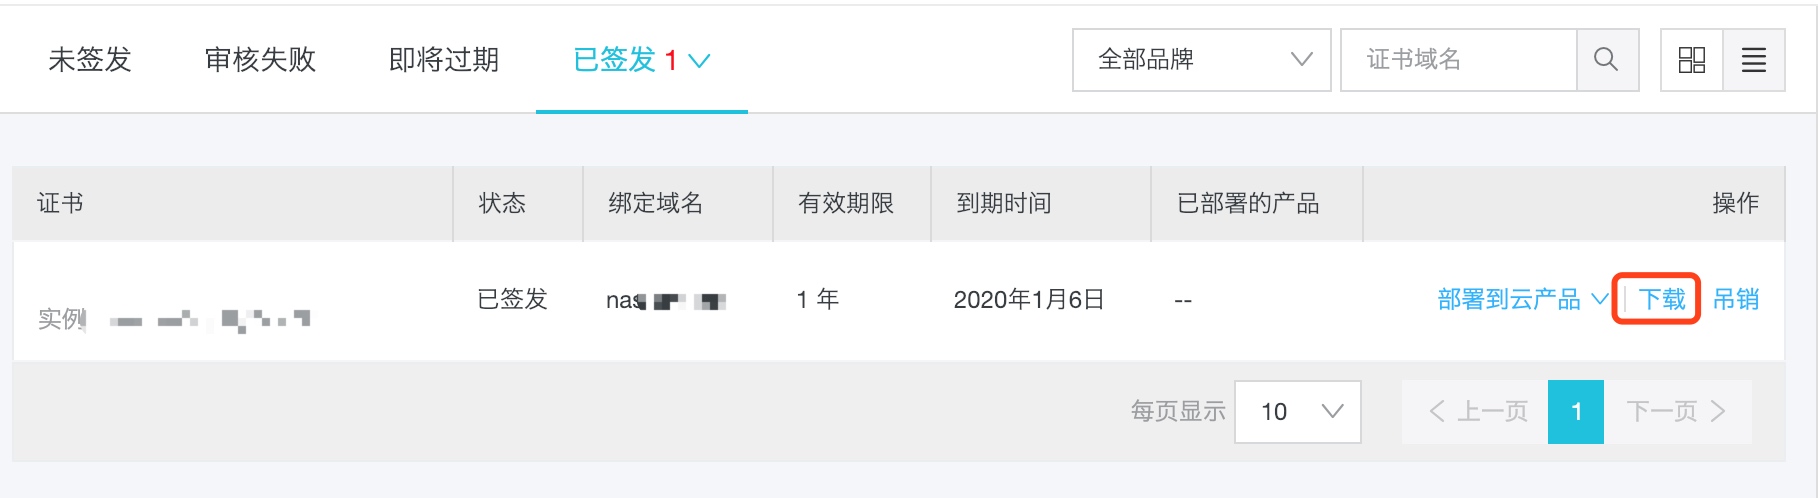 未签发 审核失败 即将过期 已签发 1 全部品牌 证书域名
证书 状态 绑定域名 有效期限 到期时间 已部署的产品 操作
已签发 nas 1 年 2020年1月6日 -- 部署到云产品 下载 吊销
实例
每页显示 10 上一页 1 下一页